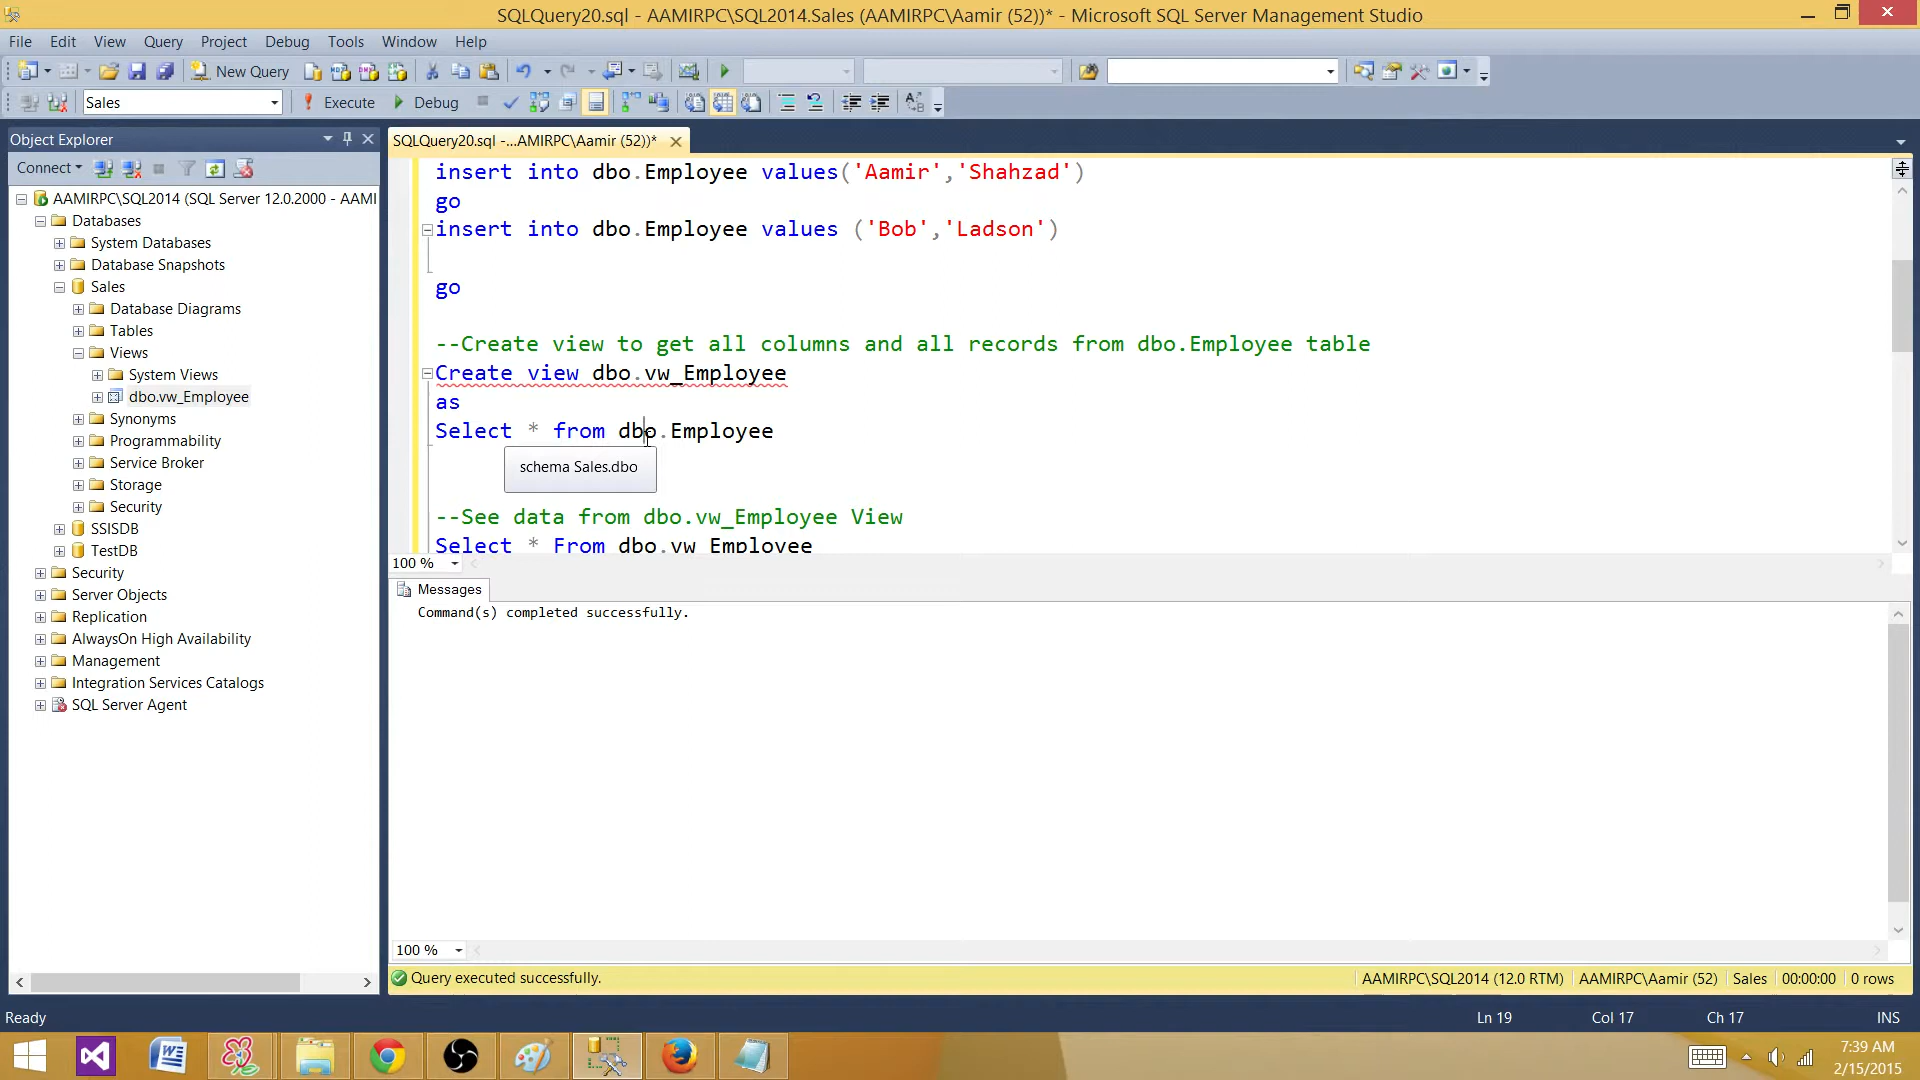 SQLQuery20.sql - AAMIRPC\SQL2014.Sales (AAMIRPC\Aamir (52))* - Microsoft SQL Server Management Studio
File Edit View Query Project Debug Tools Window Help
New Query
Sales Execute Debug
Object Explorer
Connect
AAMIRPC\SQL2014 (SQL Server 12.0.2000 - AAMI
Databases
System Databases
Database Snapshots
Sales
Database Diagrams
Tables
Views
System Views
dbo.vw_Employee
Synonyms
Programmability
Service Broker
Storage
Security
SSISDB
TestDB
Security
Server Objects
Replication
AlwaysOn High Availability
Management
Integration Services Catalogs
SQL Server Agent
SQLQuery20.sql -...AMIRPC\Aamir (52))*
insert into dbo.Employee values('Aamir','Shahzad')
go
insert into dbo.Employee values ('Bob','Ladson')
go
--Create view to get all columns and all records from dbo.Employee table
Create view dbo.vw_Employee
as
Select * from dbo.Employee
schema Sales.dbo
--See data from dbo.vw_Employee View
Select * From dbo.vw_Employee
100 %
Messages
Command(s) completed successfully.
100 %
Query executed successfully. AAMIRPC\SQL2014 (12.0 RTM) AAMIRPC\Aamir (52) Sales 00:00:00 0 rows
Ready Ln 19 Col 17 Ch 17 INS
7:39 AM
2/15/2015